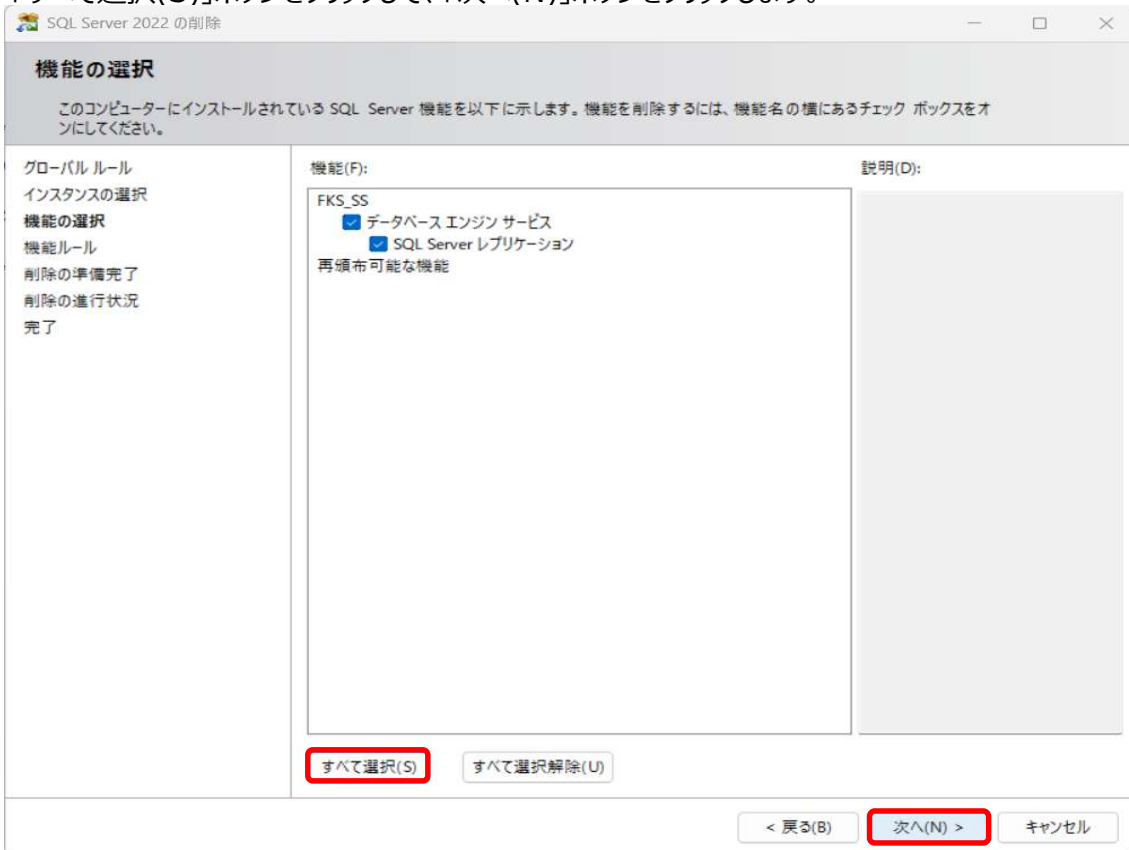 SQL Server 2022 の削除
機能の選択
このコンピューターにインストールされている SQL Server 機能を以下に示します。機能を削除するには、機能名の横にあるチェック ボックスをオ
ンにしてください。
グローバル ルール
インスタンスの選択
機能の選択
機能ルール
削除の準備完了
削除の進行状況
完了
機能(F):
FKS_SS
データベース エンジン サービス
SQL Server レプリケーション
再頒布可能な機能
説明(D):
すべて選択(S)
すべて選択解除(U)
< 戻る(B)
次へ(N) >
キャンセル